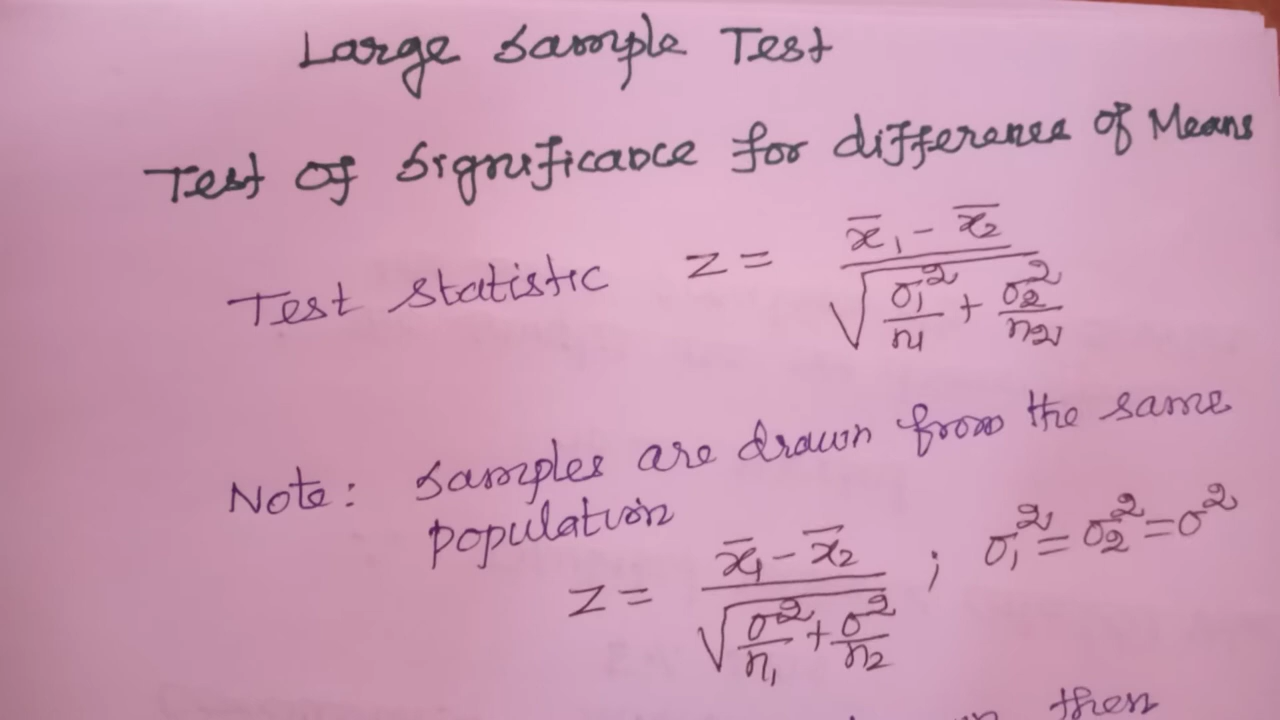 Large Sample Test
Test of Significance for difference of Means
Test Statistic z = (x̄₁ - x̄₂) / √(σ₁²/n₁ + σ₂²/n₂)
Note: Samples are drawn from the same
population
z = (x̄₁ - x̄₂) / √(σ²/n₁ + σ²/n₂) ; σ₁² = σ₂² = σ²
then